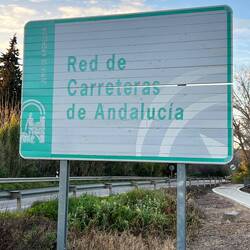 Red de
Carreteras
de Andalucía